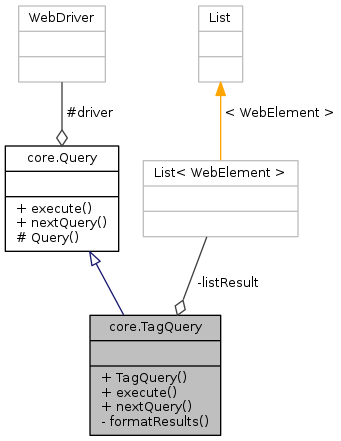 WebDriver
List
#driver
< WebElement >
core.Query
+ execute()
+ nextQuery()
# Query()
List< WebElement >
-listResult
core.TagQuery
+ TagQuery()
+ execute()
+ nextQuery()
- formatResults()